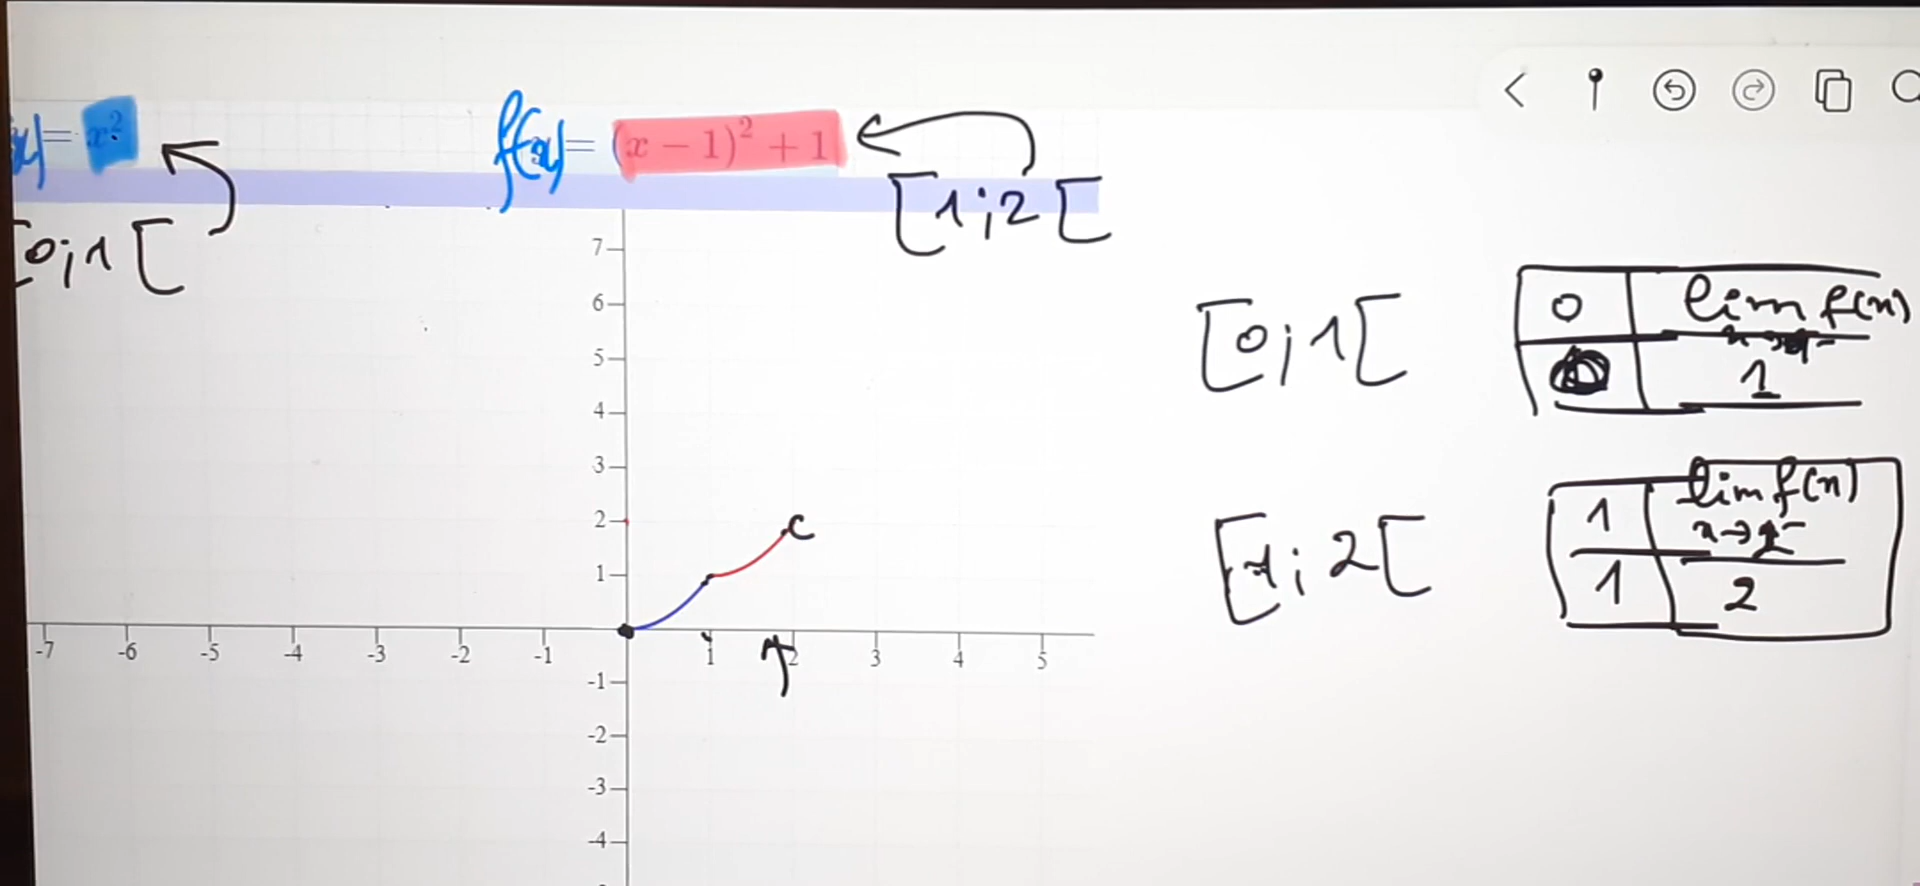 x) = x²
f(x) = (x − 1)² + 1
[0;1[
[1;2[
7
6
5
4
3
2
1
-7 -6 -5 -4 -3 -2 -1 1 2 3 4 5
-1
-2
-3
-4
C
[0;1[
0 lim f(x)
1
[1;2[
1 lim f(x)
1 2